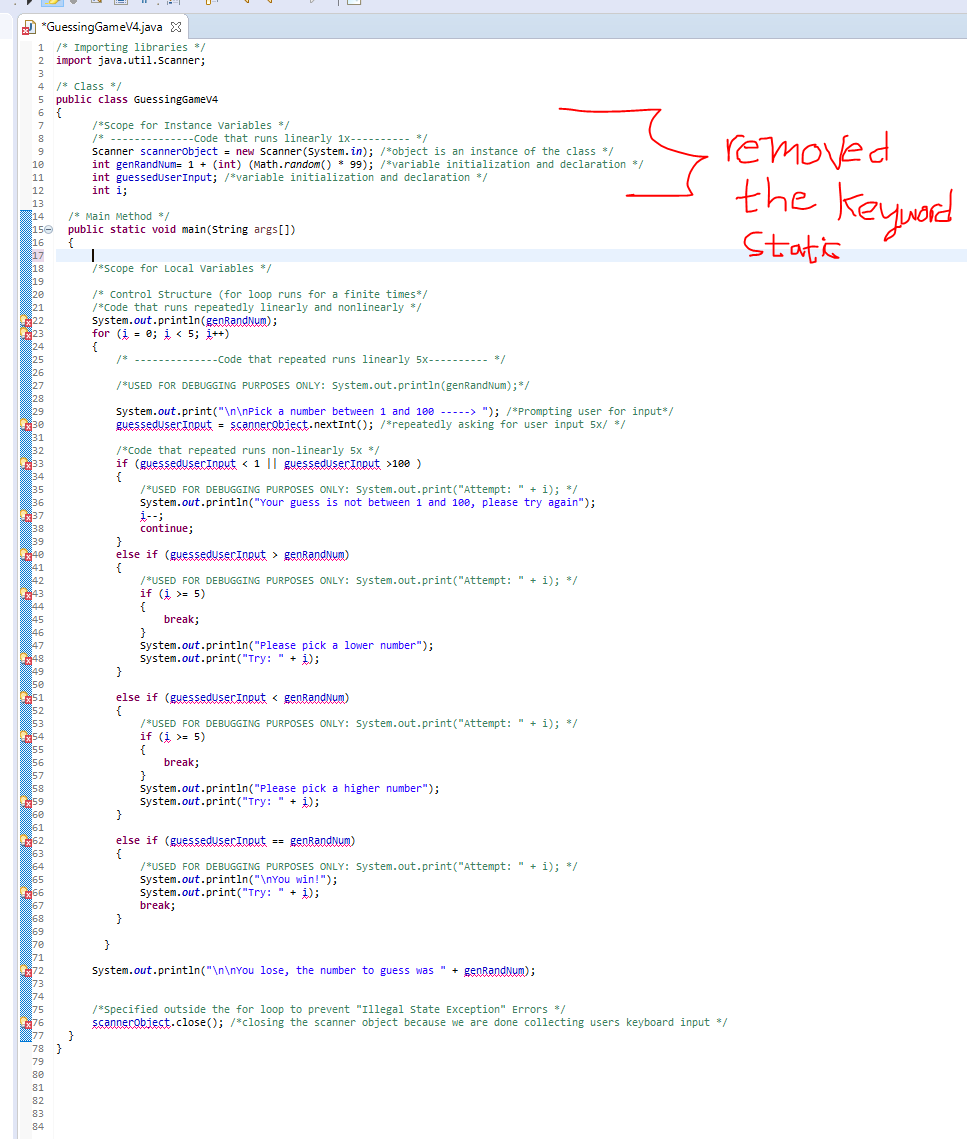 *GuessingGameV4.java
1 /* Importing libraries */
2 import java.util.Scanner;
3
4 /* Class */
5 public class GuessingGameV4
6 {
7 /*Scope for Instance Variables */
8 /* --------------Code that runs linearly 1x---------- */
9 Scanner scannerObject = new Scanner(System.in); /*object is an instance of the class */
10 int genRandNum= 1 + (int) (Math.random() * 99); /*variable initialization and declaration */
11 int guessedUserInput; /*variable initialization and declaration */
12 int i;
13
removed
the keyword
static
14 /* Main Method */
15 public static void main(String args[])
16 {
17
18 /*Scope for Local Variables */
19
20 /* Control Structure (for loop runs for a finite times*/
21 /*Code that runs repeatedly linearly and nonlinearly */
22 System.out.println(genRandNum);
23 for (i = 0; i < 5; i++)
24 {
25 /* --------------Code that repeated runs linearly 5x---------- */
26
27 /*USED FOR DEBUGGING PURPOSES ONLY: System.out.println(genRandNum);*/
28
29 System.out.print("\n\nPick a number between 1 and 100 -----> "); /*Prompting user for input*/
30 guessedUserInput = scannerObject.nextInt(); /*repeatedly asking for user input 5x/ */
31
32 /*Code that repeated runs non-linearly 5x */
33 if (guessedUserInput < 1 || guessedUserInput >100 )
34 {
35 /*USED FOR DEBUGGING PURPOSES ONLY: System.out.print("Attempt: " + i); */
36 System.out.println("Your guess is not between 1 and 100, please try again");
37 i--;
38 continue;
39 }
40 else if (guessedUserInput > genRandNum)
41 {
42 /*USED FOR DEBUGGING PURPOSES ONLY: System.out.print("Attempt: " + i); */
43 if (i >= 5)
44 {
45 break;
46 }
47 System.out.println("Please pick a lower number");
48 System.out.print("Try: " + i);
49 }
50
51 else if (guessedUserInput < genRandNum)
52 {
53 /*USED FOR DEBUGGING PURPOSES ONLY: System.out.print("Attempt: " + i); */
54 if (i >= 5)
55 {
56 break;
57 }
58 System.out.println("Please pick a higher number");
59 System.out.print("Try: " + i);
60 }
61
62 else if (guessedUserInput == genRandNum)
63 {
64 /*USED FOR DEBUGGING PURPOSES ONLY: System.out.print("Attempt: " + i); */
65 System.out.println("\nYou win!");
66 System.out.print("Try: " + i);
67 break;
68 }
69
70 }
71
72 System.out.println("\n\nYou lose, the number to guess was " + genRandNum);
73
74
75 /*Specified outside the for loop to prevent "Illegal State Exception" Errors */
76 scannerObject.close(); /*closing the scanner object because we are done collecting users keyboard input */
77 }
78 }
79
80
81
82
83
84